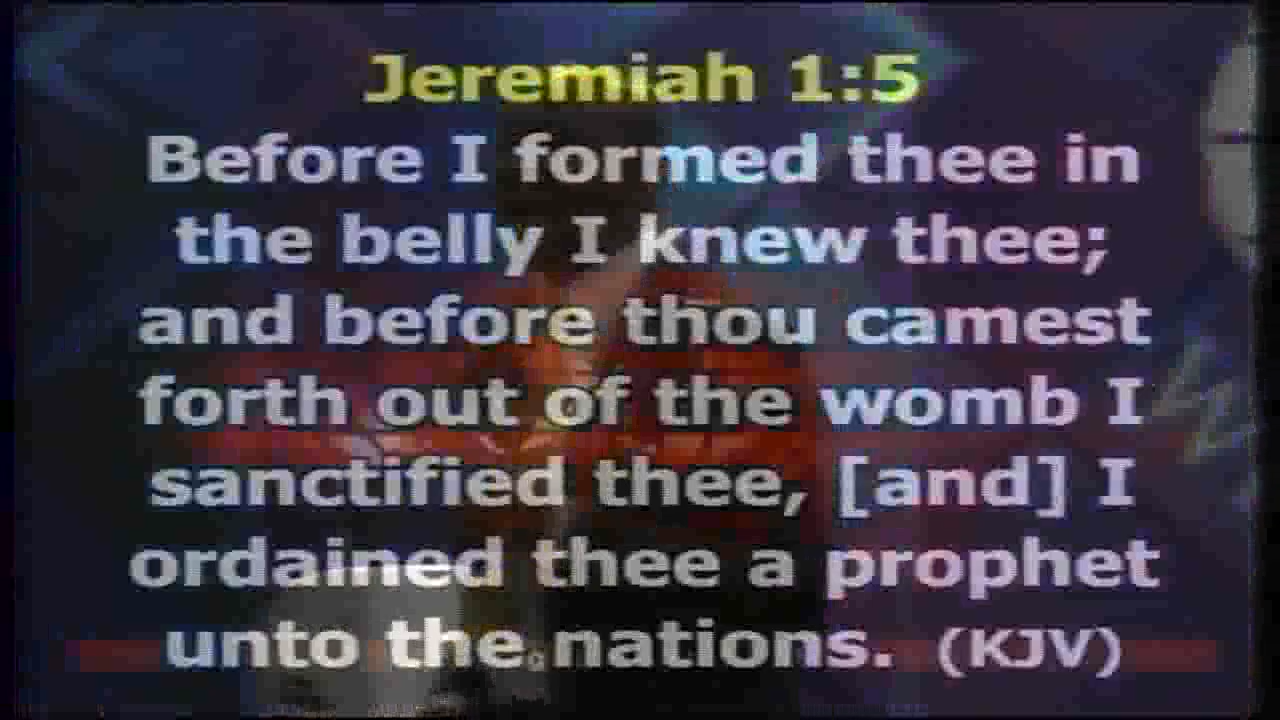 Jeremiah 1:5
Before I formed thee in
the belly I knew thee;
and before thou camest
forth out of the womb I
sanctified thee, [and] I
ordained thee a prophet
unto the nations. (KJV)